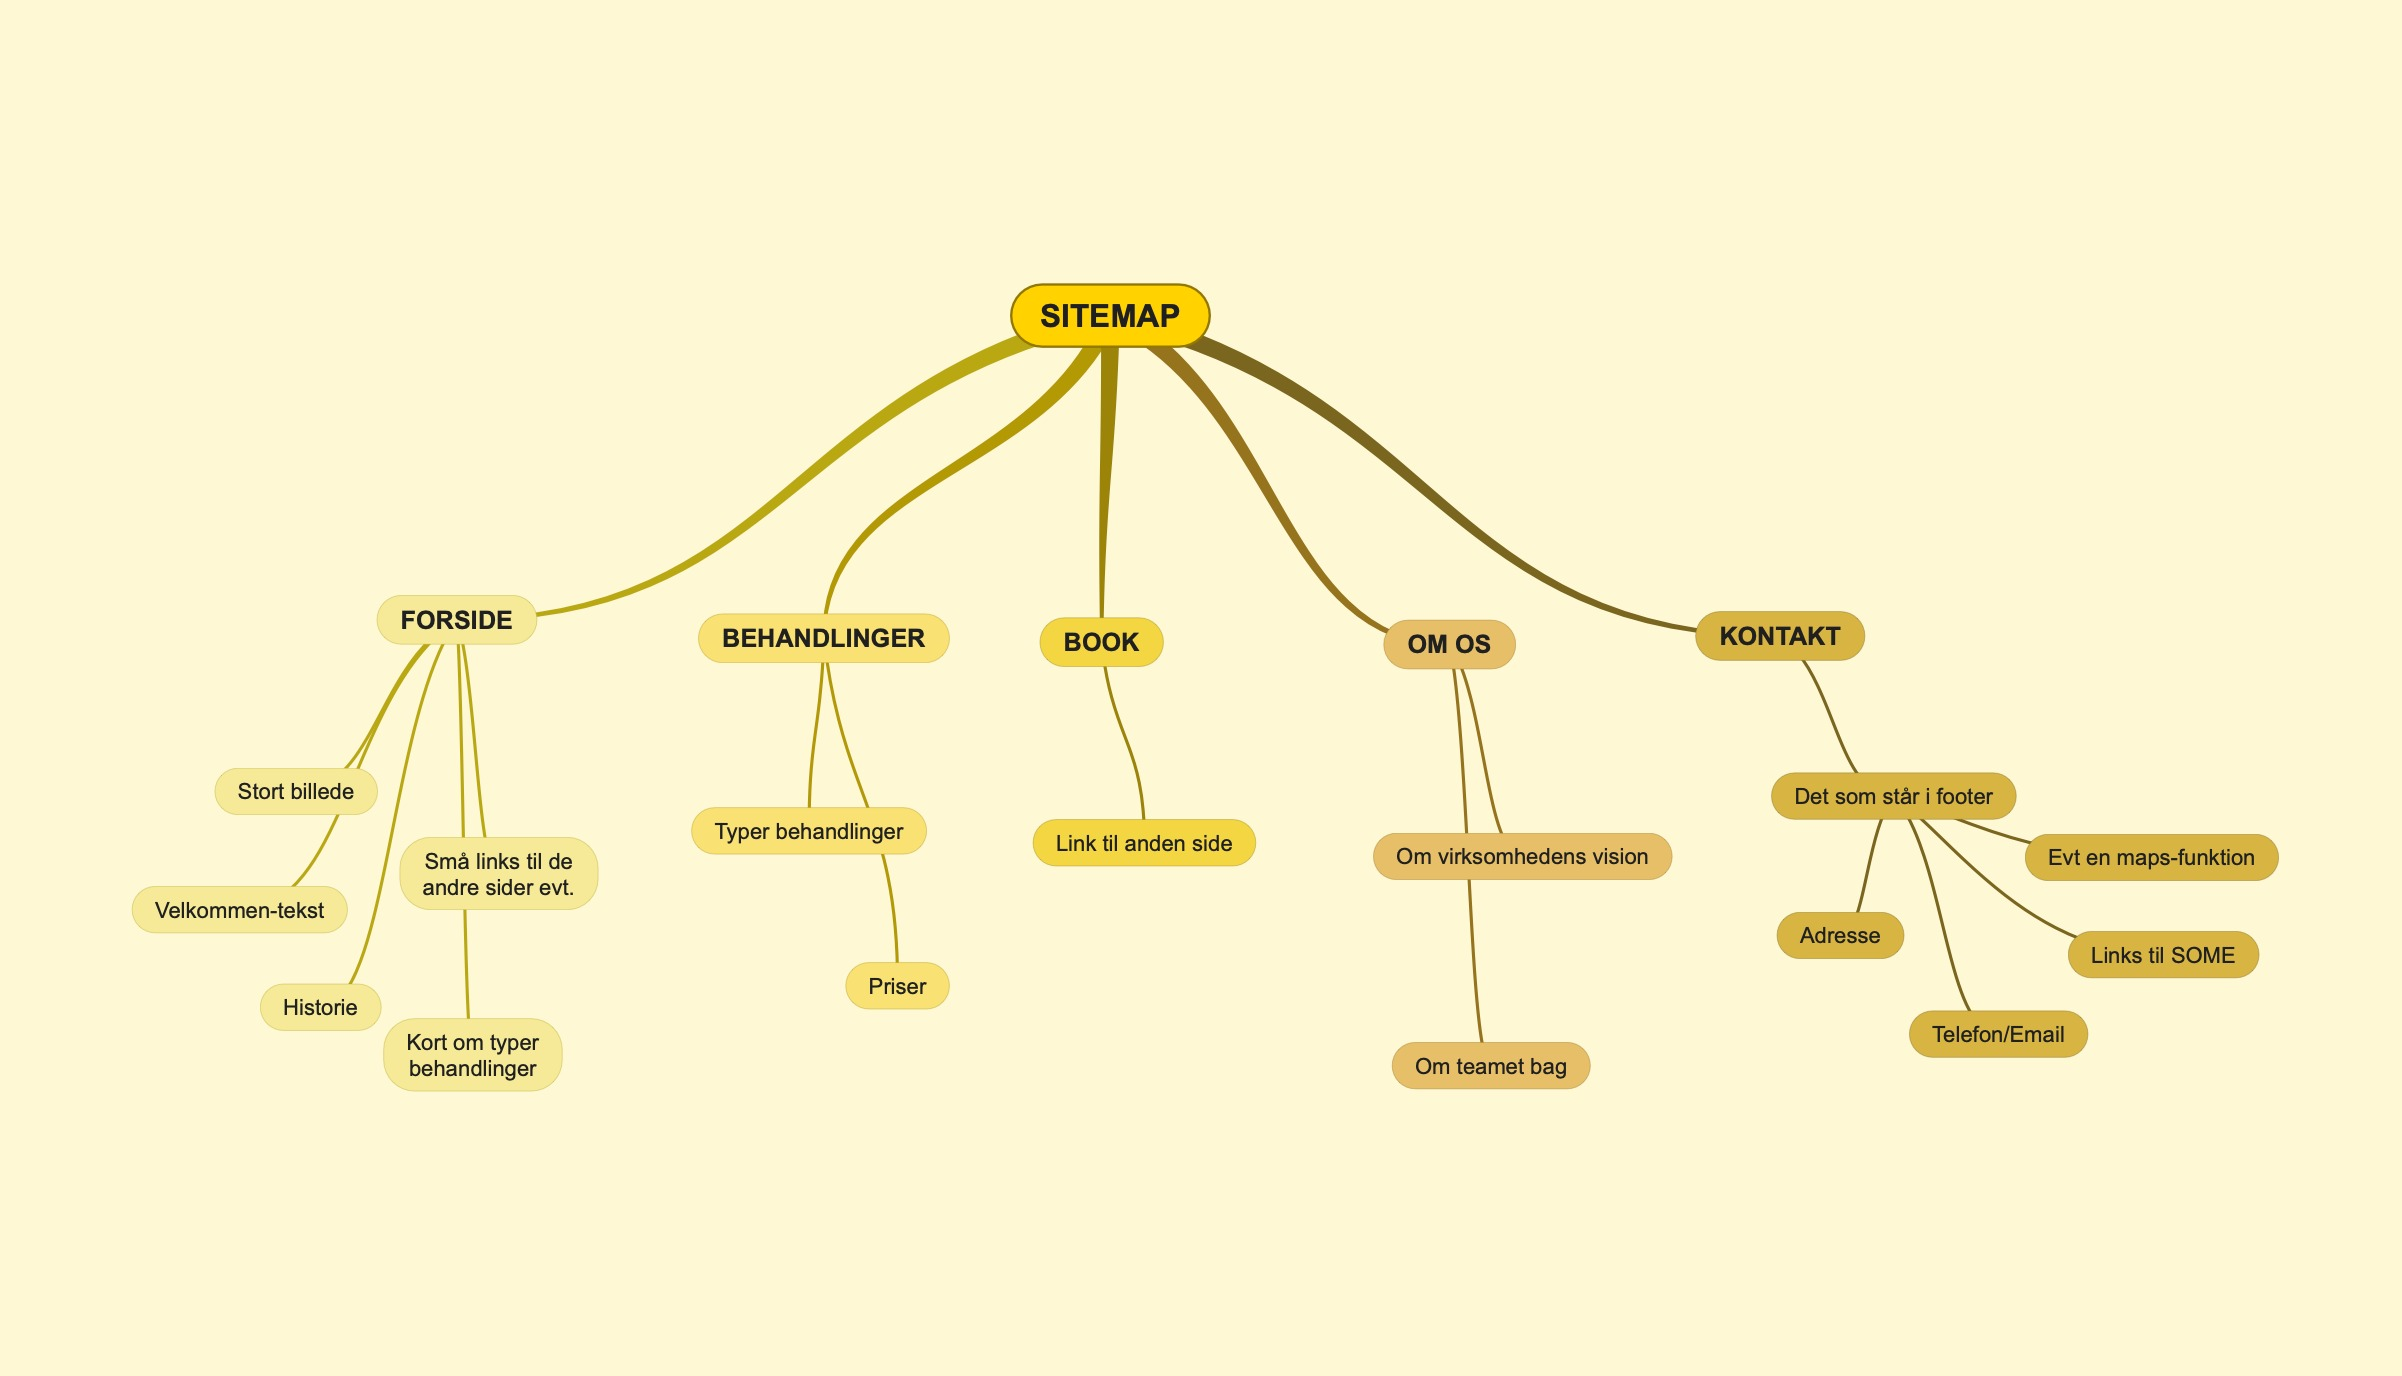 SITEMAP
FORSIDE
BEHANDLINGER
BOOK
OM OS
KONTAKT
Stort billede
Velkommen-tekst
Historie
Små links til de
andre sider evt.
Kort om typer
behandlinger
Typer behandlinger
Priser
Link til anden side
Om virksomhedens vision
Om teamet bag
Det som står i footer
Evt en maps-funktion
Adresse
Links til SOME
Telefon/Email